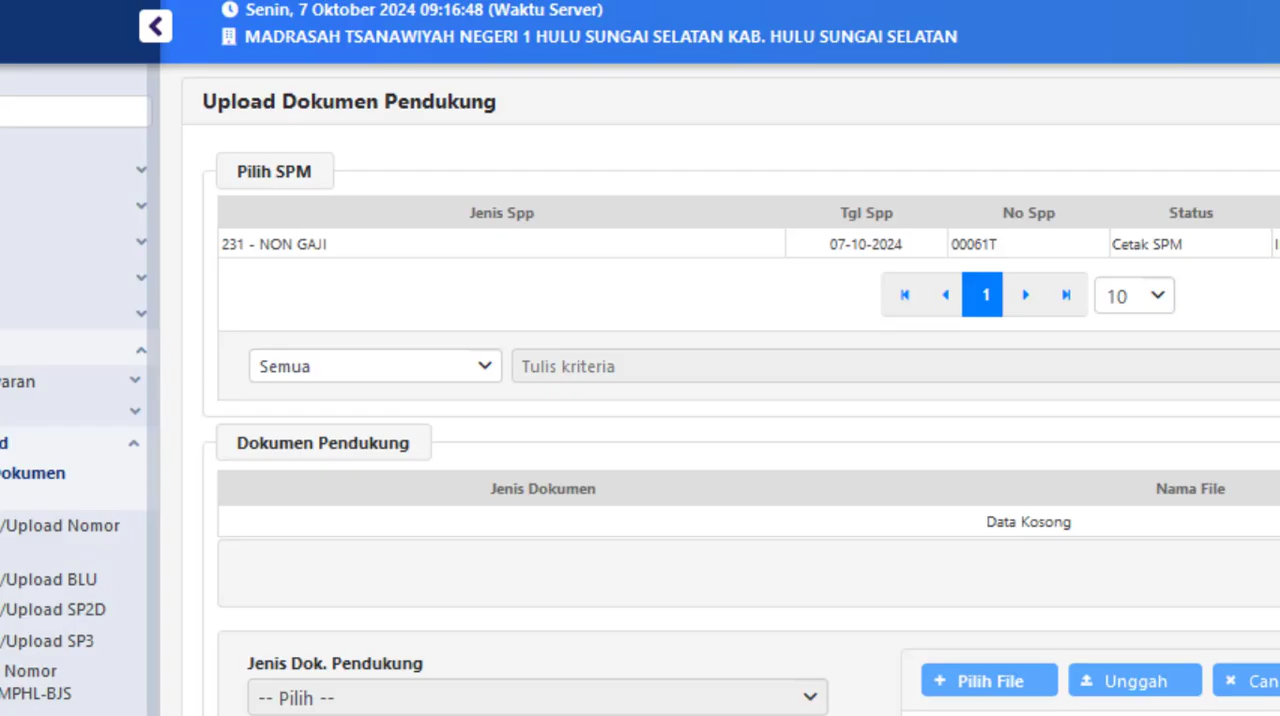 Senin, 7 Oktober 2024 09:16:48 (Waktu Server)
MADRASAH TSANAWIYAH NEGERI 1 HULU SUNGAI SELATAN KAB. HULU SUNGAI SELATAN
Upload Dokumen Pendukung
Pilih SPM
Jenis Spp Tgl Spp No Spp Status
231 - NON GAJI 07-10-2024 00061T Cetak SPM
1 10
Semua Tulis kriteria
Dokumen Pendukung
Jenis Dokumen Nama File
Data Kosong
Jenis Dok. Pendukung
-- Pilih --
+ Pilih File Unggah × Can
varan
d
okumen
/Upload Nomor
/Upload BLU
/Upload SP2D
/Upload SP3
Nomor
MPHL-BJS